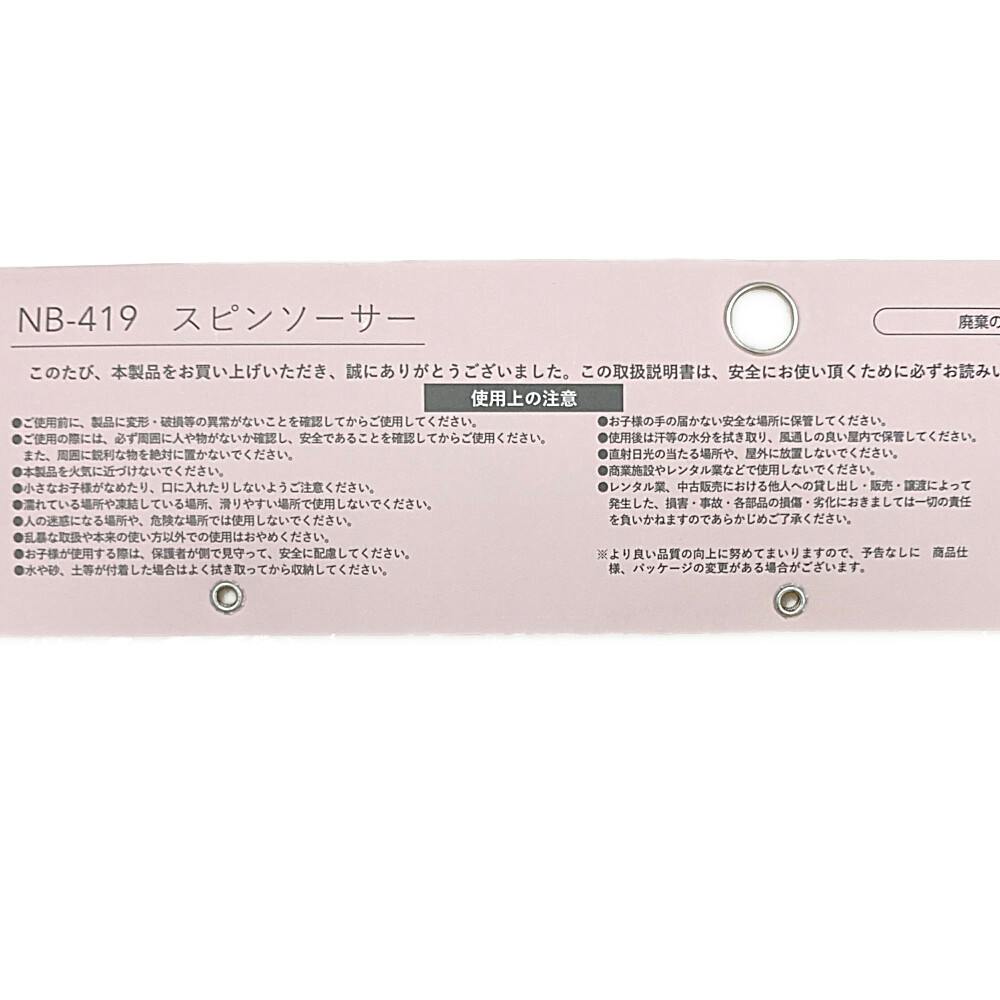 NB-419 スピンソーサー
廃棄の
このたび、本製品をお買い上げいただき、誠にありがとうございました。この取扱説明書は、安全にお使い頂くために必ずお読みい
使用上の注意
●ご使用前に、製品に変形・破損等の異常がないことを確認してからご使用してください。
●ご使用の際には、必ず周囲に人や物がないか確認し、安全であることを確認してからご使用ください。
また、周囲に鋭利な物を絶対に置かないでください。
●本製品を火気に近づけないでください。
●小さなお子様がなめたり、口に入れたりしないようご注意ください。
●濡れている場所や凍結している場所、滑りやすい場所で使用しないでください。
●人の迷惑になる場所や、危険な場所では使用しないでください。
●乱暴な取扱や本来の使い方以外での使用はおやめください。
●お子様が使用する際は、保護者が側で見守って、安全に配慮してください。
●水や砂、土等が付着した場合はよく拭き取ってから収納してください。
●お子様の手の届かない安全な場所に保管してください。
●使用後は汗等の水分を拭き取り、風通しの良い屋内で保管してください。
●直射日光の当たる場所や、屋外に放置しないでください。
●商業施設やレンタル業などで使用しないでください。
●レンタル業、中古販売における他人への貸し出し・販売・譲渡によって
発生した、損害・事故・各部品の損傷・劣化におきましては一切の責任
を負いかねますのであらかじめご了承ください。
※より良い品質の向上に努めてまいりますので、予告なしに 商品仕
様、パッケージの変更がある場合がございます。